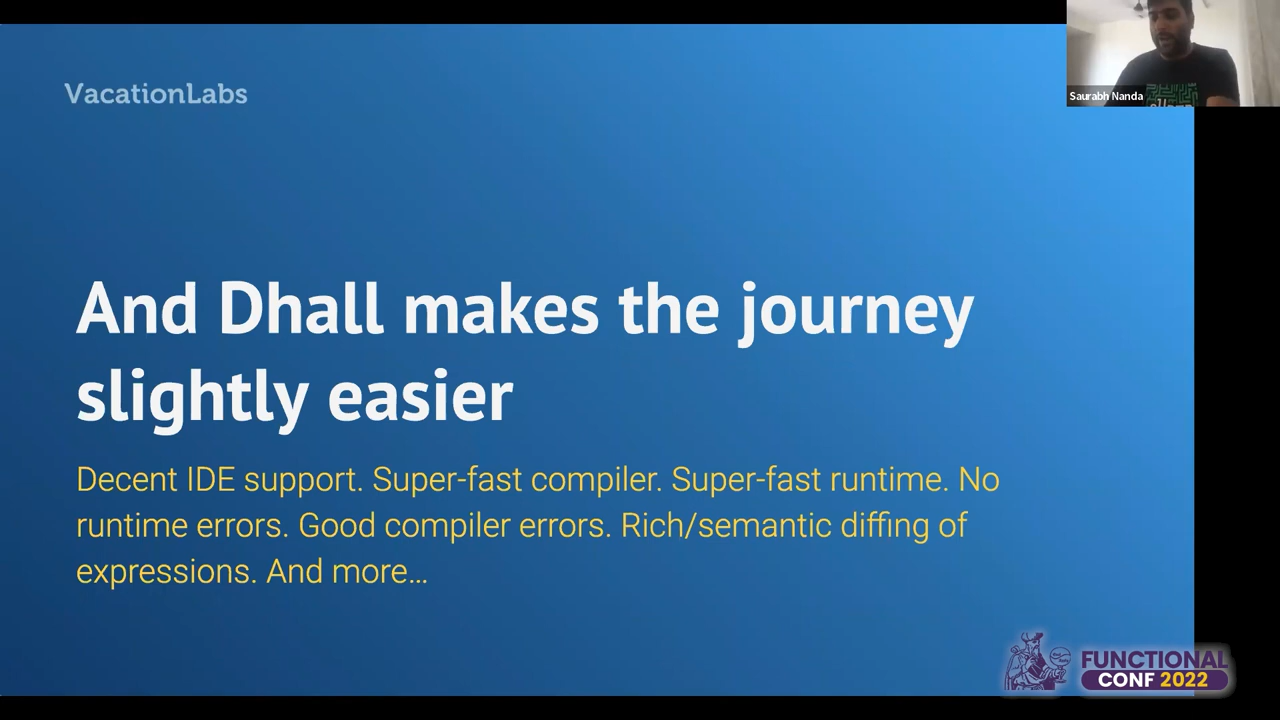 VacationLabs
Saurabh Nanda
And Dhall makes the journey
slightly easier
Decent IDE support. Super-fast compiler. Super-fast runtime. No
runtime errors. Good compiler errors. Rich/semantic diffing of
expressions. And more…
FUNCTIONAL
CONF 2022